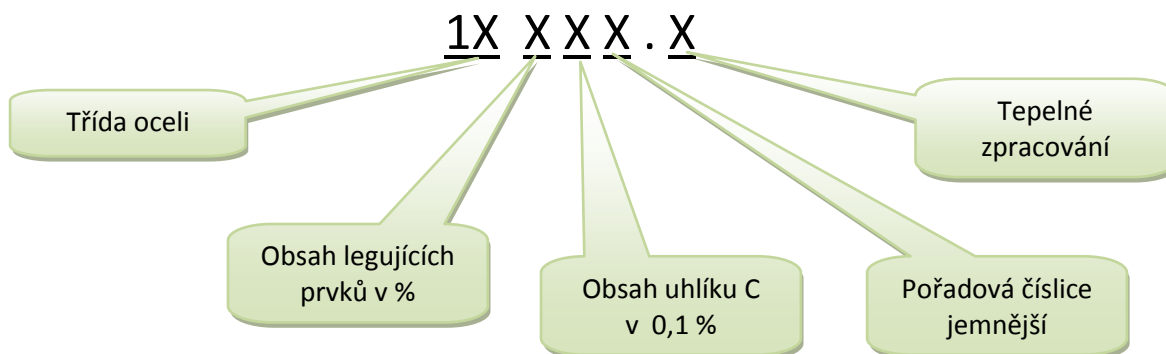 1X X X X . X
Třída oceli
Tepelné
zpracování
Obsah legujících
prvků v %
Obsah uhlíku C
v 0,1 %
Pořadová číslice
jemnější